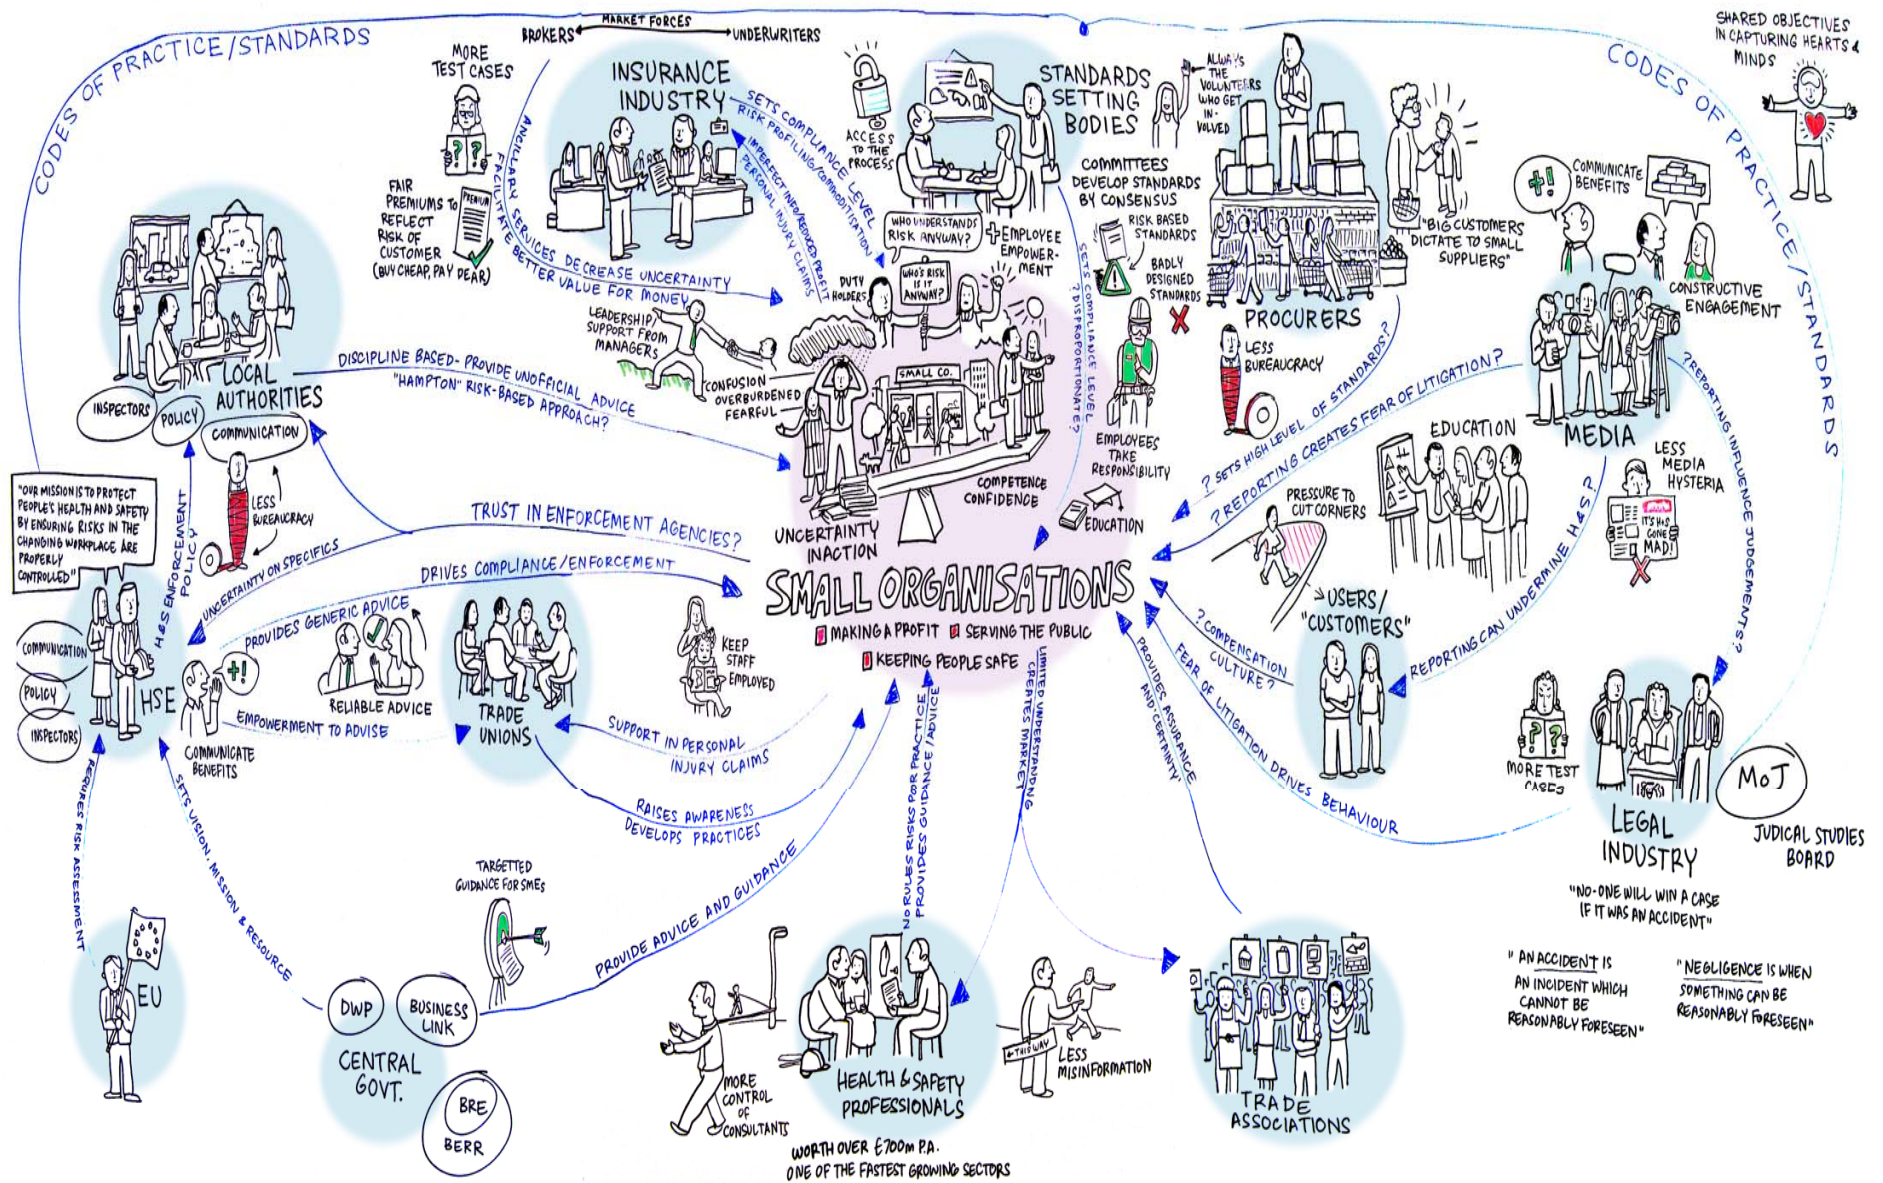 CODES OF PRACTICE/STANDARDS
MARKET FORCES
BROKERS
UNDERWRITERS
MORE
TEST CASES
? ?
FAIR
PREMIUMS TO
REFLECT
RISK OF
CUSTOMER
(BUY CHEAP, PAY DEAR)
PREMIUM
INSURANCE
INDUSTRY
ANCILLARY SERVICES DECREASE UNCERTAINTY
FACILITATE BETTER VALUE FOR MONEY
SETS COMPLIANCE LEVEL
RISK PROFILING/COMMODITISATION
IMPERFECT INFO/REDUCED PROFIT
PERSONAL INJURY CLAIMS
ACCESS
TO THE
PROCESS
STANDARDS
SETTING
BODIES
COMMITTEES
DEVELOP STANDARDS
BY CONSENSUS
RISK BASED
STANDARDS
BADLY
DESIGNED
STANDARDS
ALWAYS
THE
VOLUNTEERS
WHO GET
IN-
VOLVED
SETS COMPLIANCE LEVEL
? DISPROPORTIONATE?
PROCURERS
"BIG CUSTOMERS
DICTATE TO SMALL
SUPPLIERS"
LESS
BUREAUCRACY
? SETS HIGH LEVEL OF STANDARDS?
+!
COMMUNICATE
BENEFITS
CONSTRUCTIVE
ENGAGEMENT
MEDIA
CODES OF PRACTICE/STANDARDS
SHARED OBJECTIVES
IN CAPTURING HEARTS &
MINDS
? REPORTING CREATES FEAR OF LITIGATION?
? REPORTING INFLUENCE JUDGEMENTS?
REPORTING CAN UNDERMINE H&S?
LESS
MEDIA
HYSTERIA
IT'S H&S
GONE
MAD!
EDUCATION
PRESSURE TO
CUT CORNERS
LOCAL
AUTHORITIES
INSPECTORS
POLICY
COMMUNICATION
LESS
BUREAUCRACY
DISCIPLINE BASED - PROVIDE UNOFFICIAL ADVICE
"HAMPTON" RISK-BASED APPROACH?
LEADERSHIP/
SUPPORT FROM
MANAGERS
WHO UNDERSTANDS
RISK ANYWAY?
+ EMPLOYEE
EMPOWER-
MENT
DUTY
HOLDERS
WHO'S RISK
IS IT
ANYWAY?
CONFUSION
OVERBURDENED
FEARFUL
SMALL CO.
COMPETENCE
CONFIDENCE
UNCERTAINTY
INACTION
EMPLOYEES
TAKE
RESPONSIBILITY
EDUCATION
SMALL ORGANISATIONS
MAKING A PROFIT
SERVING THE PUBLIC
KEEPING PEOPLE SAFE
"OUR MISSION IS TO PROTECT
PEOPLE'S HEALTH AND SAFETY
BY ENSURING RISKS IN THE
CHANGING WORKPLACE ARE
PROPERLY
CONTROLLED"
H&S ENFORCEMENT
POLICY
HSE
COMMUNICATION
POLICY
INSPECTORS
TRUST IN ENFORCEMENT AGENCIES?
UNCERTAINTY ON SPECIFICS
DRIVES COMPLIANCE/ENFORCEMENT
PROVIDES GENERIC ADVICE
+!
COMMUNICATE
BENEFITS
RELIABLE ADVICE
EMPOWERMENT TO ADVISE
TRADE
UNIONS
KEEP
STAFF
EMPLOYED
SUPPORT IN PERSONAL
INJURY CLAIMS
RAISES AWARENESS
DEVELOPS PRACTICES
PROVIDE ADVICE AND GUIDANCE
NO RULES RISKS POOR PRACTICE
PROVIDES GUIDANCE/ADVICE
LIMITED UNDERSTANDING
CREATES MARKET
PROVIDES ASSURANCE
AND CERTAINTY
? COMPENSATION
CULTURE?
FEAR OF LITIGATION DRIVES BEHAVIOUR
USERS/
"CUSTOMERS"
? ?
MORE TEST
CASES
LEGAL
INDUSTRY
MoJ
JUDICAL STUDIES
BOARD
"NO-ONE WILL WIN A CASE
IF IT WAS AN ACCIDENT"
"AN ACCIDENT IS
AN INCIDENT WHICH
CANNOT BE
REASONABLY FORESEEN"
"NEGLIGENCE IS WHEN
SOMETHING CAN BE
REASONABLY FORESEEN"
REQUIRES RISK ASSESSMENT
EU
SETS VISION, MISSION & RESOURCE
DWP
BUSINESS
LINK
CENTRAL
GOVT.
BRE
BERR
TARGETTED
GUIDANCE FOR SMEs
MORE
CONTROL
OF
CONSULTANTS
HEALTH & SAFETY
PROFESSIONALS
WORTH OVER £700m P.A.
ONE OF THE FASTEST GROWING SECTORS
THIS WAY
LESS
MISINFORMATION
TRADE
ASSOCIATIONS